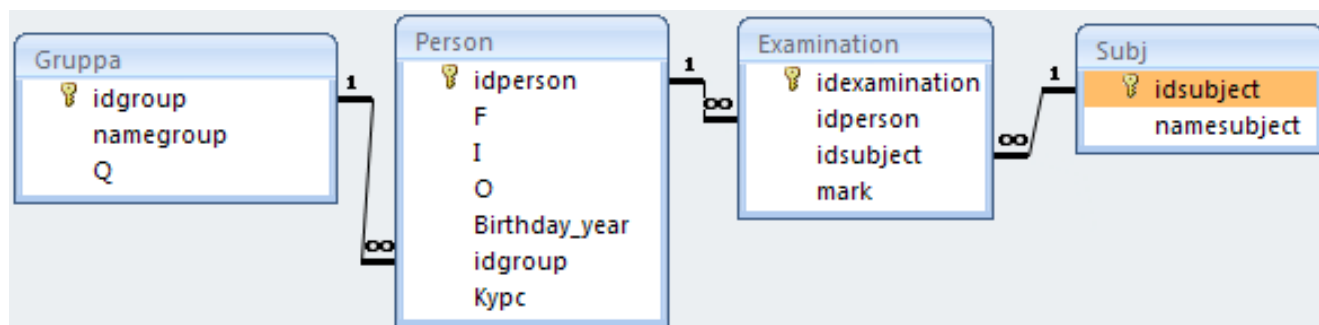 Gruppa
idgroup
namegroup
Q
1
∞
Person
idperson
F
I
O
Birthday_year
idgroup
Курс
1
∞
Examination
idexamination
idperson
idsubject
mark
1
∞
Subj
idsubject
namesubject